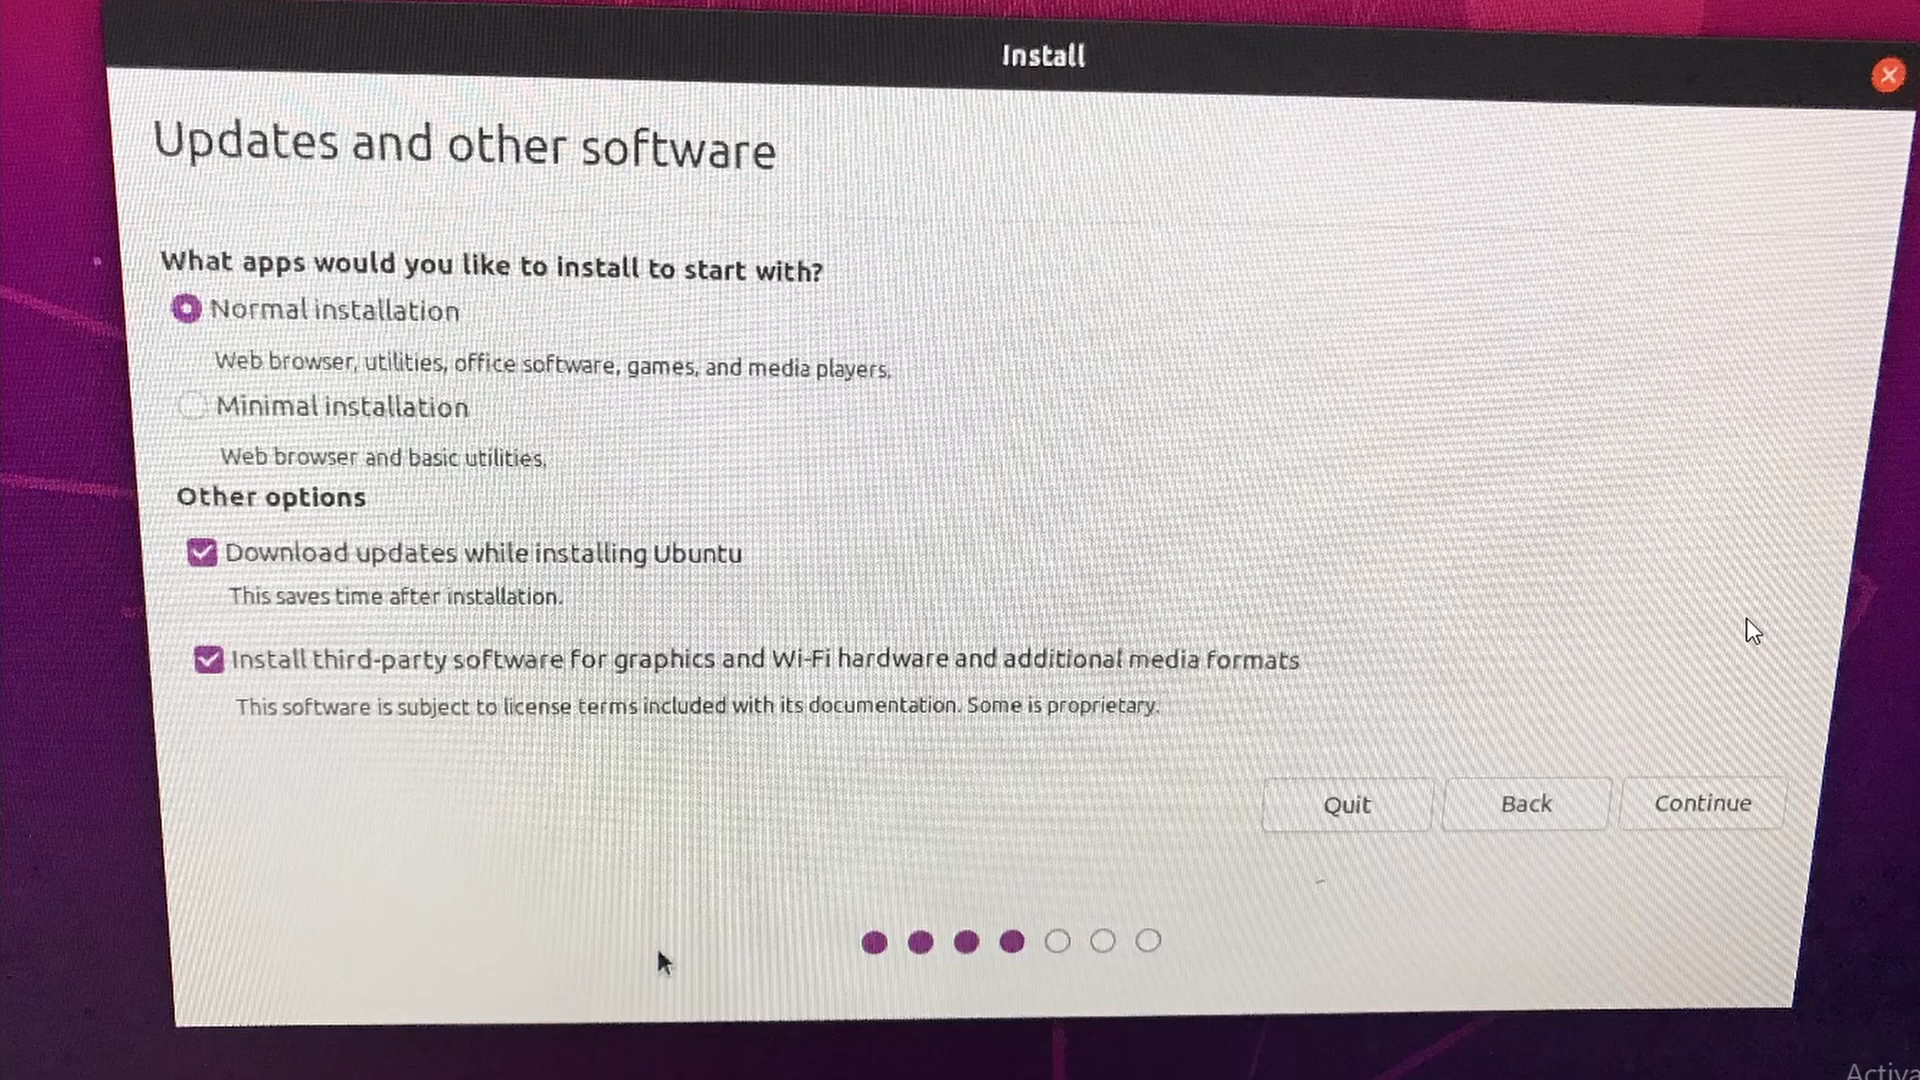 Install
Updates and other software
What apps would you like to install to start with?
Normal installation
Web browser, utilities, office software, games, and media players.
Minimal installation
Web browser and basic utilities.
Other options
Download updates while installing Ubuntu
This saves time after installation.
Install third-party software for graphics and Wi-Fi hardware and additional media formats
This software is subject to license terms included with its documentation. Some is proprietary.
Quit Back Continue
Activa